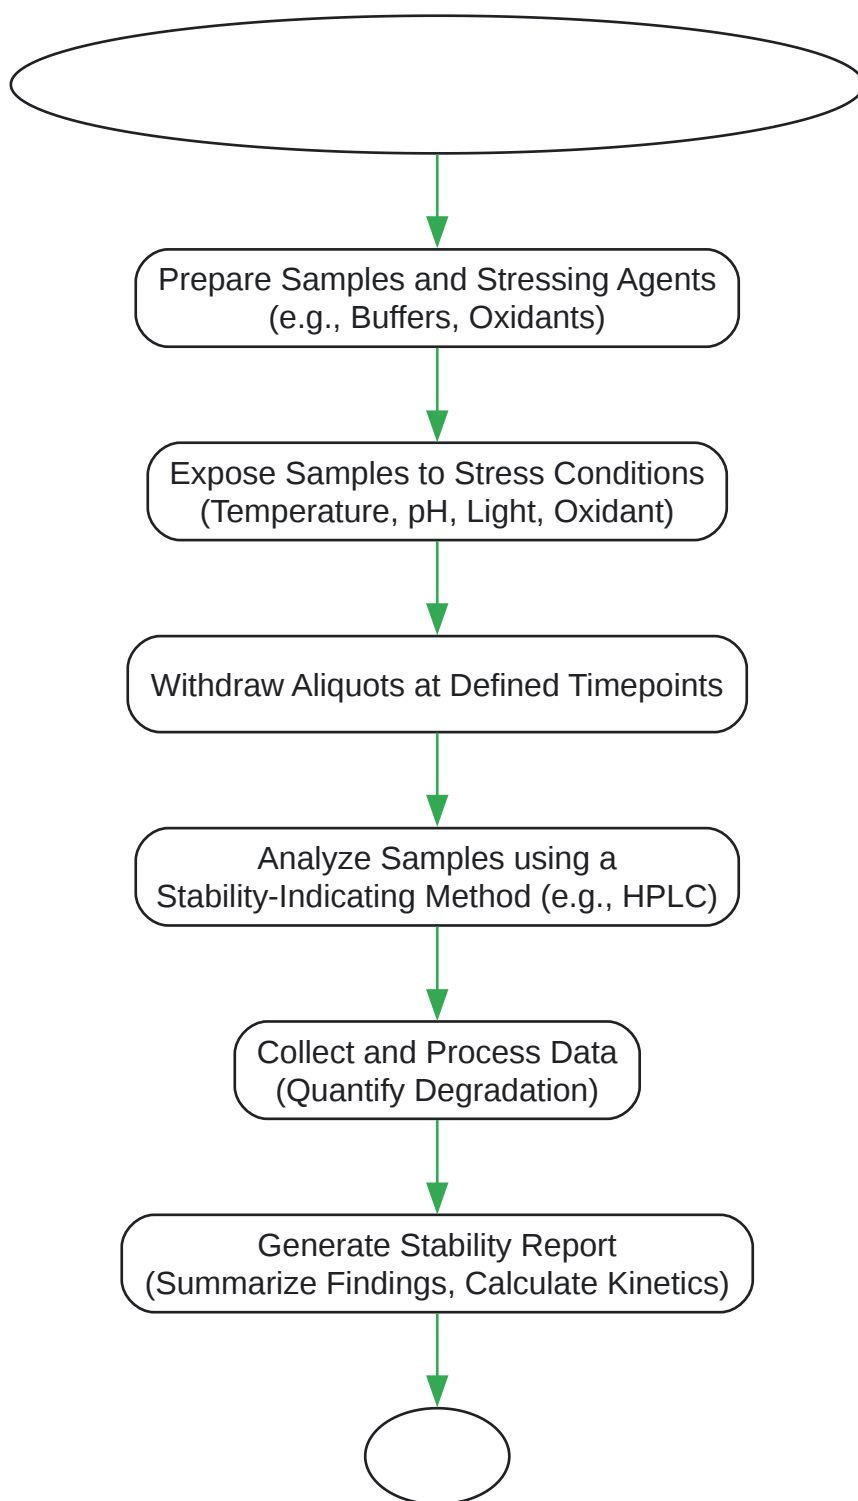 Prepare Samples and Stressing Agents
(e.g., Buffers, Oxidants)
Expose Samples to Stress Conditions
(Temperature, pH, Light, Oxidant)
Withdraw Aliquots at Defined Timepoints
Analyze Samples using a
Stability-Indicating Method (e.g., HPLC)
Collect and Process Data
(Quantify Degradation)
Generate Stability Report
(Summarize Findings, Calculate Kinetics)